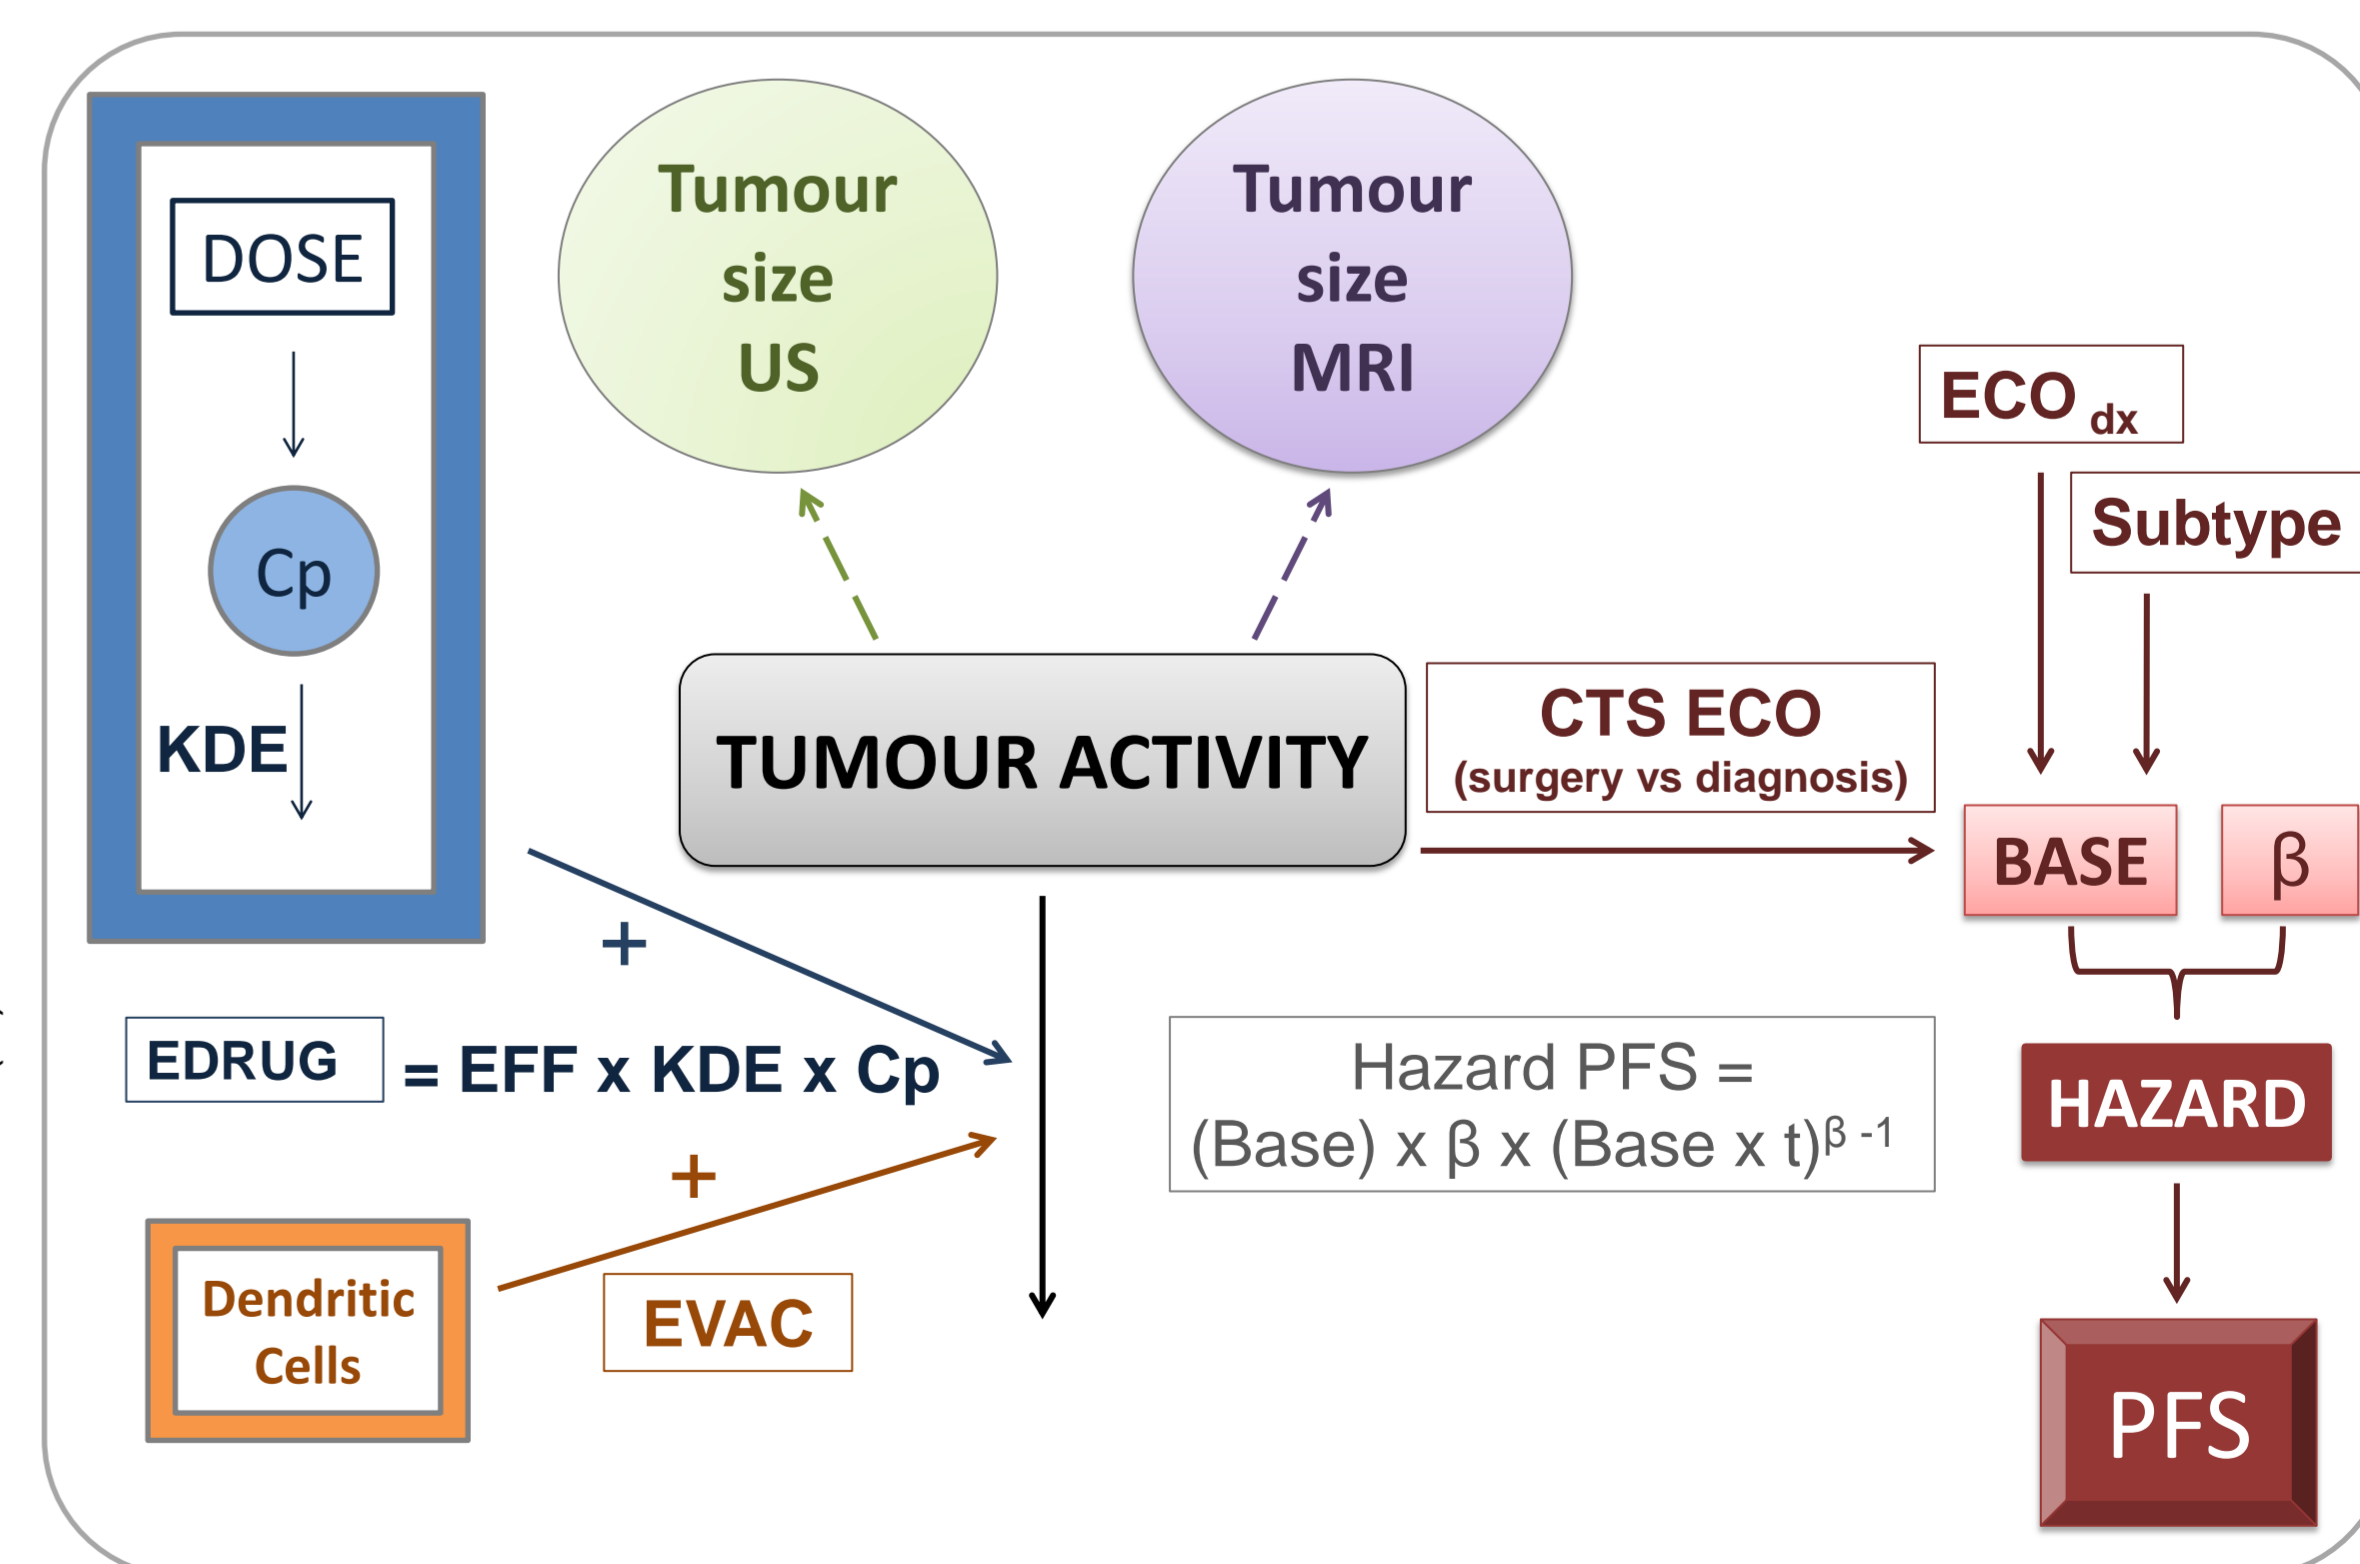 DOSE
Cp
KDE
Tumour
size
US
Tumour
size
MRI
ECO dx
Subtype
TUMOUR ACTIVITY
CTS ECO
(surgery vs diagnosis)
BASE
β
+
EDRUG = EFF x KDE x Cp
+
Dendritic
Cells
EVAC
Hazard PFS =
(Base) x β x (Base x t)β -1
HAZARD
PFS